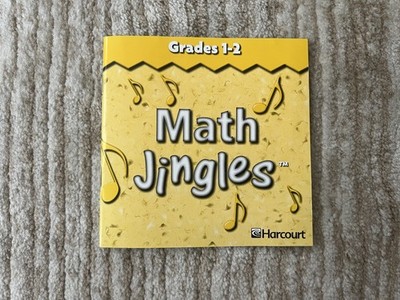 Grades 1-2
Math
Jingles™
Harcourt